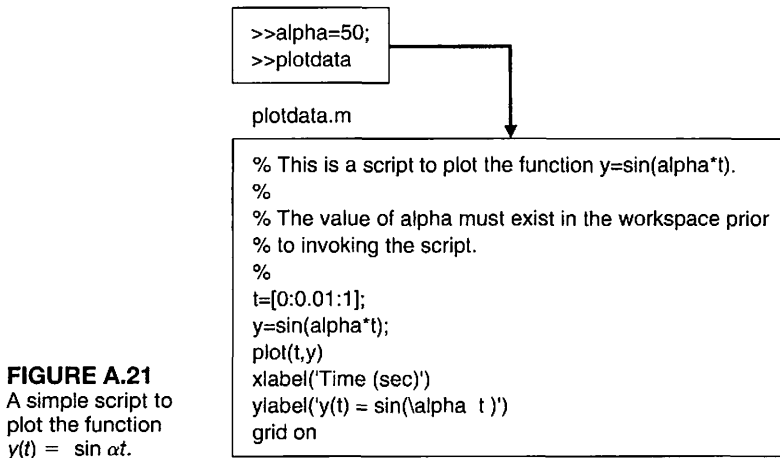 >>alpha=50;
>>plotdata
plotdata.m
% This is a script to plot the function y=sin(alpha*t).
%
% The value of alpha must exist in the workspace prior
% to invoking the script.
%
t=[0:0.01:1];
y=sin(alpha*t);
plot(t,y)
xlabel('Time (sec)')
ylabel('y(t) = sin(\alpha  t )')
grid on
FIGURE A.21
A simple script to
plot the function
y(t) = sin αt.